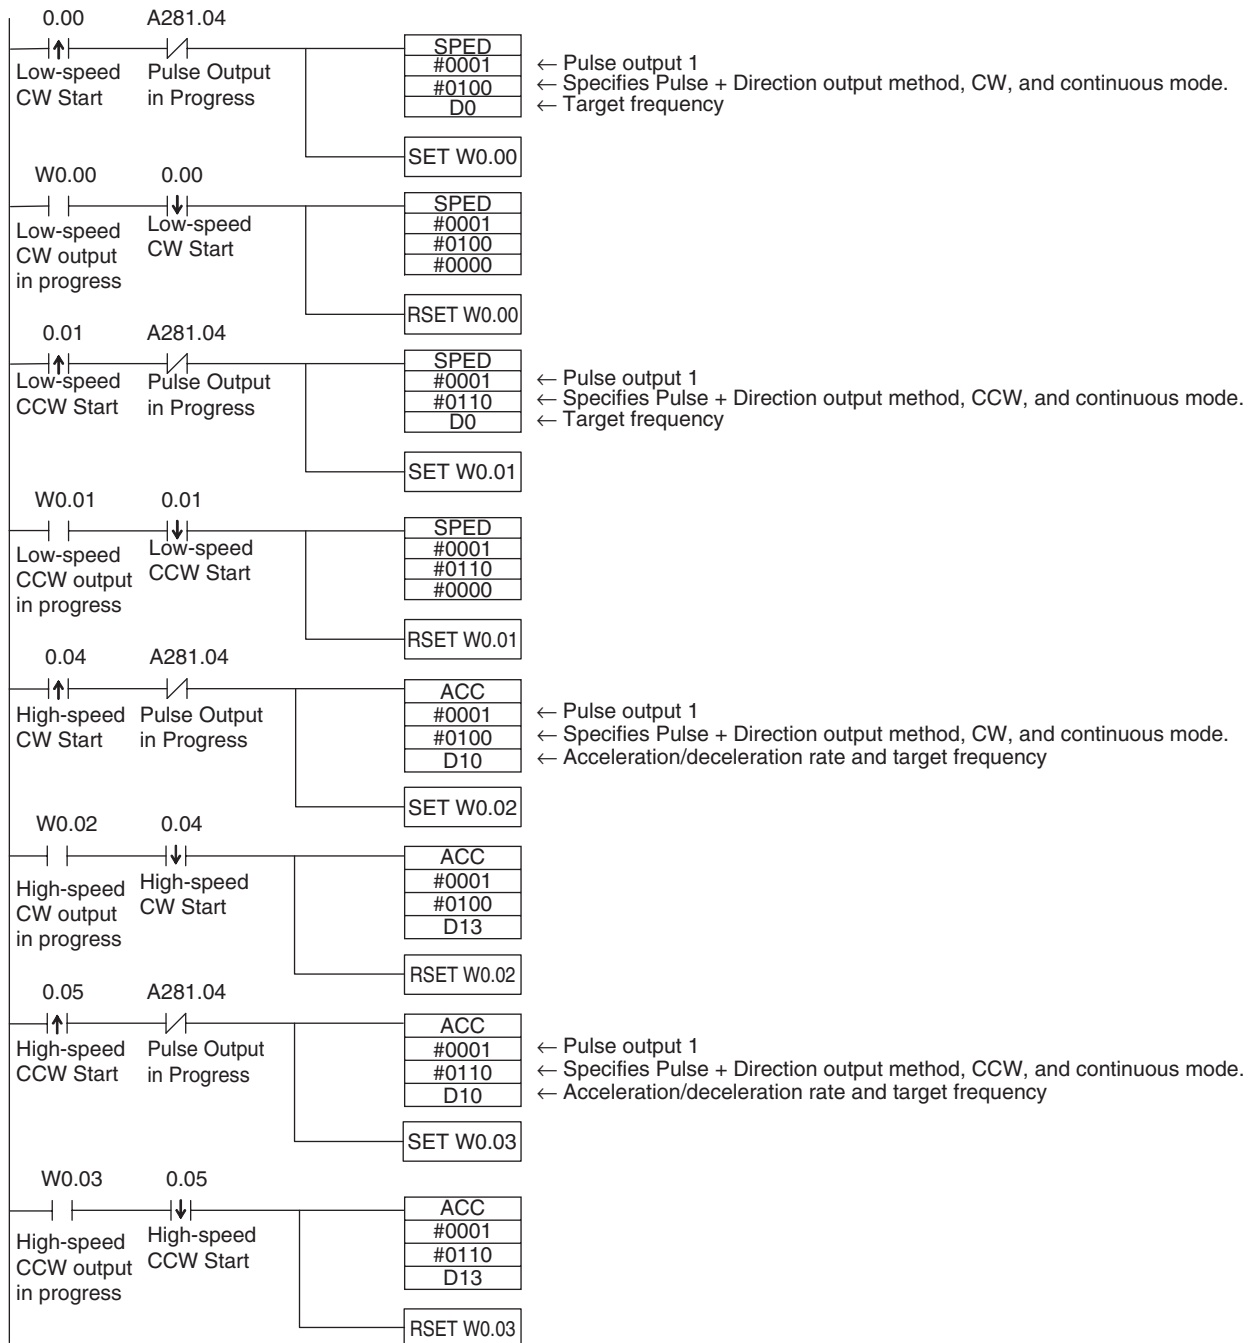 0.00 A281.04
SPED
#0001 ← Pulse output 1
Low-speed Pulse Output
#0100 ← Specifies Pulse + Direction output method, CW, and continuous mode.
CW Start in Progress
D0 ← Target frequency
SET W0.00
W0.00 0.00
SPED
Low-speed Low-speed
#0001
CW output CW Start
#0100
in progress
#0000
RSET W0.00
0.01 A281.04
SPED
Low-speed Pulse Output
#0001 ← Pulse output 1
CCW Start in Progress
#0110 ← Specifies Pulse + Direction output method, CCW, and continuous mode.
D0 ← Target frequency
SET W0.01
W0.01 0.01
SPED
Low-speed Low-speed
#0001
CCW output CCW Start
#0110
in progress
#0000
RSET W0.01
0.04 A281.04
ACC
High-speed Pulse Output
#0001 ← Pulse output 1
CW Start in Progress
#0100 ← Specifies Pulse + Direction output method, CW, and continuous mode.
D10 ← Acceleration/deceleration rate and target frequency
SET W0.02
W0.02 0.04
ACC
High-speed High-speed
#0001
CW output CW Start
#0100
in progress
D13
RSET W0.02
0.05 A281.04
ACC
High-speed Pulse Output
#0001 ← Pulse output 1
CCW Start in Progress
#0110 ← Specifies Pulse + Direction output method, CCW, and continuous mode.
D10 ← Acceleration/deceleration rate and target frequency
SET W0.03
W0.03 0.05
ACC
High-speed High-speed
#0001
CCW output CCW Start
#0110
in progress
D13
RSET W0.03